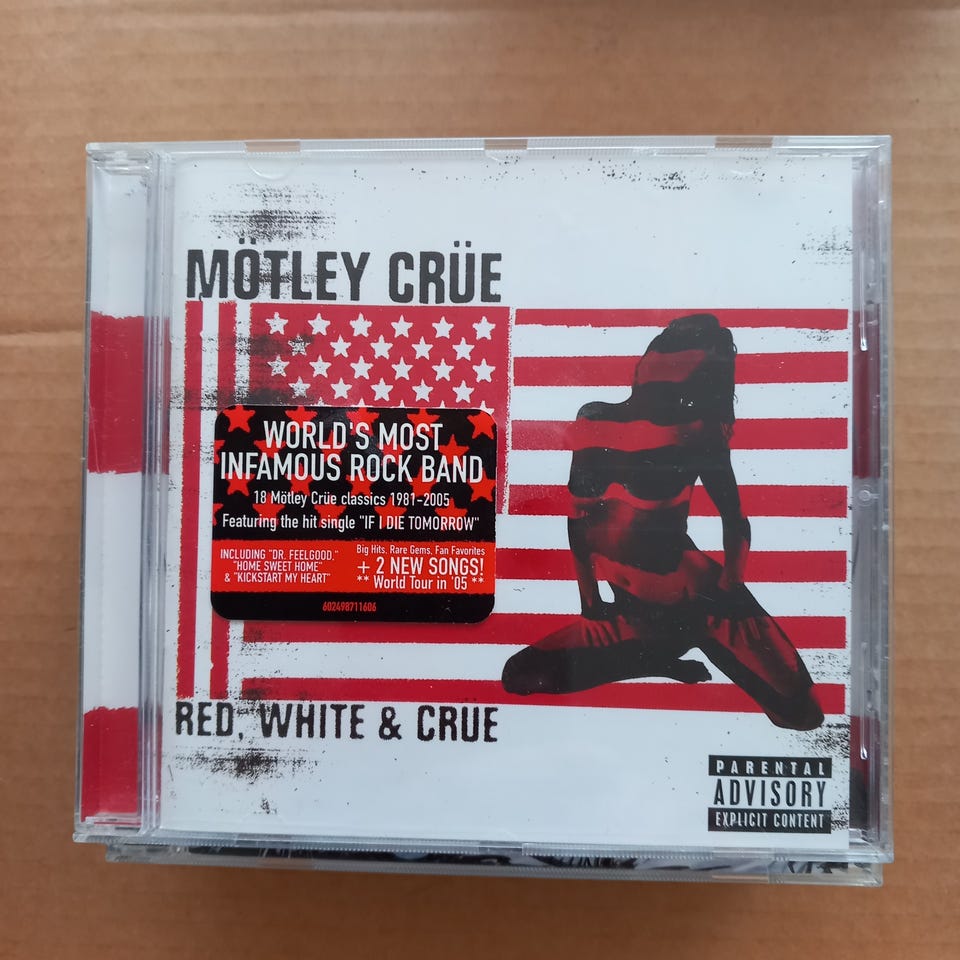 MÖTLEY CRÜE
WORLD'S MOST
INFAMOUS ROCK BAND
18 Mötley Crüe classics 1981-2005
Featuring the hit single "IF I DIE TOMORROW"
INCLUDING "DR. FEELGOOD,"
"HOME SWEET HOME"
& "KICKSTART MY HEART"
Big Hits, Rare Gems, Fan Favorites
+ 2 NEW SONGS!
** World Tour in '05 **
602498711606
RED, WHITE & CRÜE
PARENTAL
ADVISORY
EXPLICIT CONTENT